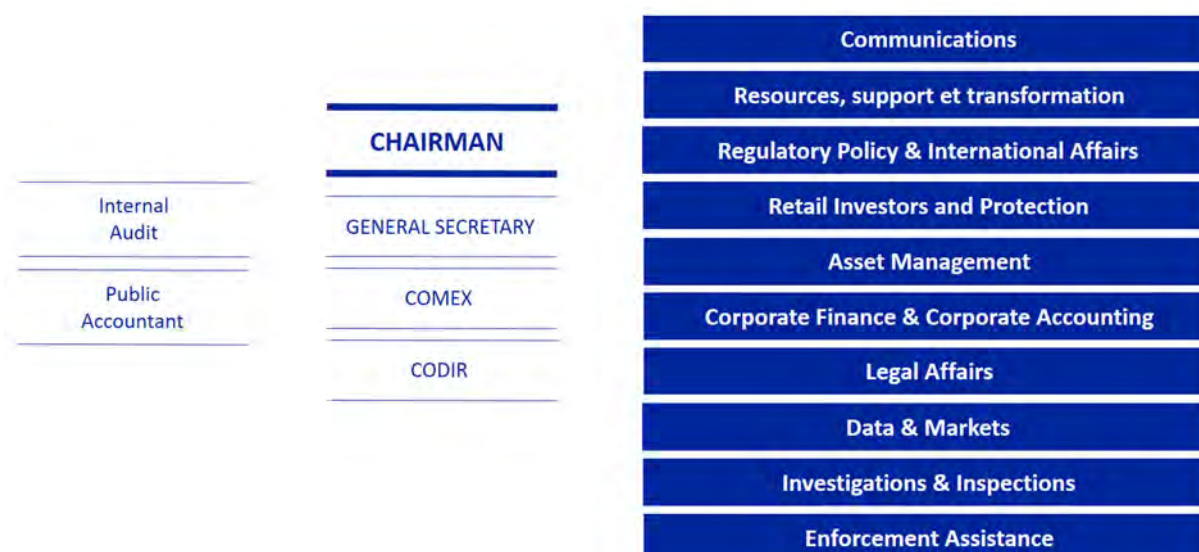 Internal
Audit
Public
Accountant
CHAIRMAN
GENERAL SECRETARY
COMEX
CODIR
Communications
Resources, support et transformation
Regulatory Policy & International Affairs
Retail Investors and Protection
Asset Management
Corporate Finance & Corporate Accounting
Legal Affairs
Data & Markets
Investigations & Inspections
Enforcement Assistance